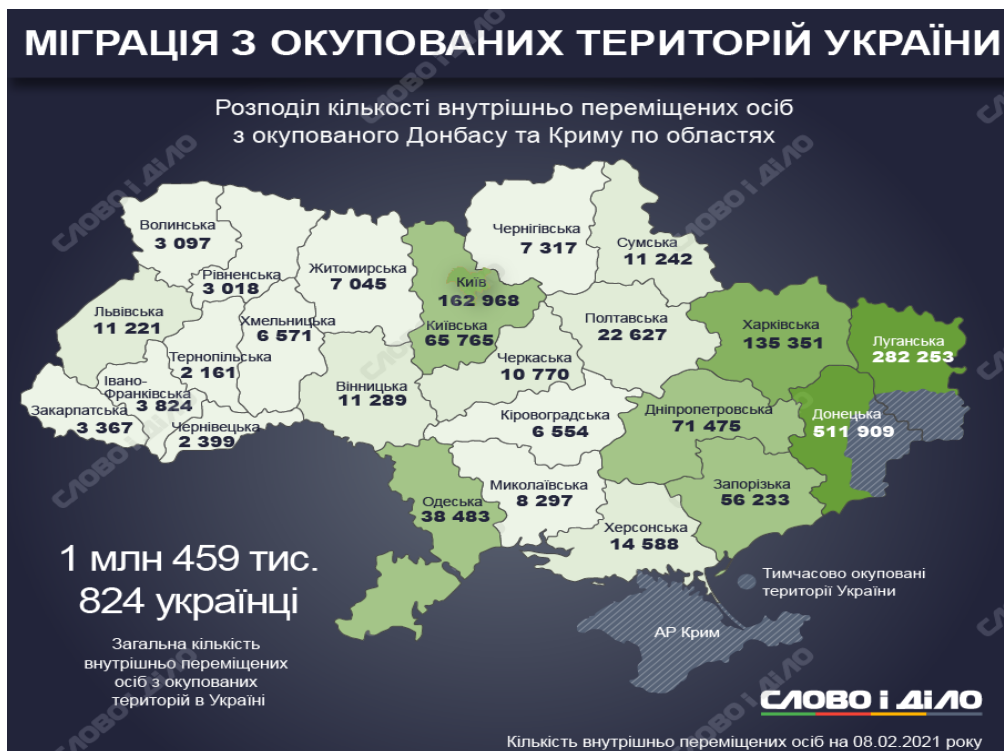 МІГРАЦІЯ З ОКУПОВАНИХ ТЕРИТОРІЙ УКРАЇНИ
Розподіл кількості внутрішньо переміщених осіб
з окупованого Донбасу та Криму по областях
Волинська
3 097
Рівненська
3 018
Житомирська
7 045
Київ
162 968
Київська
65 765
Чернігівська
7 317
Сумська
11 242
Львівська
11 221
Тернопільська
2 161
Хмельницька
6 571
Вінницька
11 289
Черкаська
10 770
Полтавська
22 627
Харківська
135 351
Луганська
282 253
Івано-
Франківська
3 824
Закарпатська
3 367
Чернівецька
2 399
Кіровоградська
6 554
Дніпропетровська
71 475
Донецька
511 909
Одеська
38 483
Миколаївська
8 297
Запорізька
56 233
Херсонська
14 588
АР Крим
Тимчасово окуповані
території України
1 млн 459 тис.
824 українці
Загальна кількість
внутрішньо переміщених
осіб з окупованих
територій в Україні
СЛОВО І ДІЛО
Кількість внутрішньо переміщених осіб на 08.02.2021 року